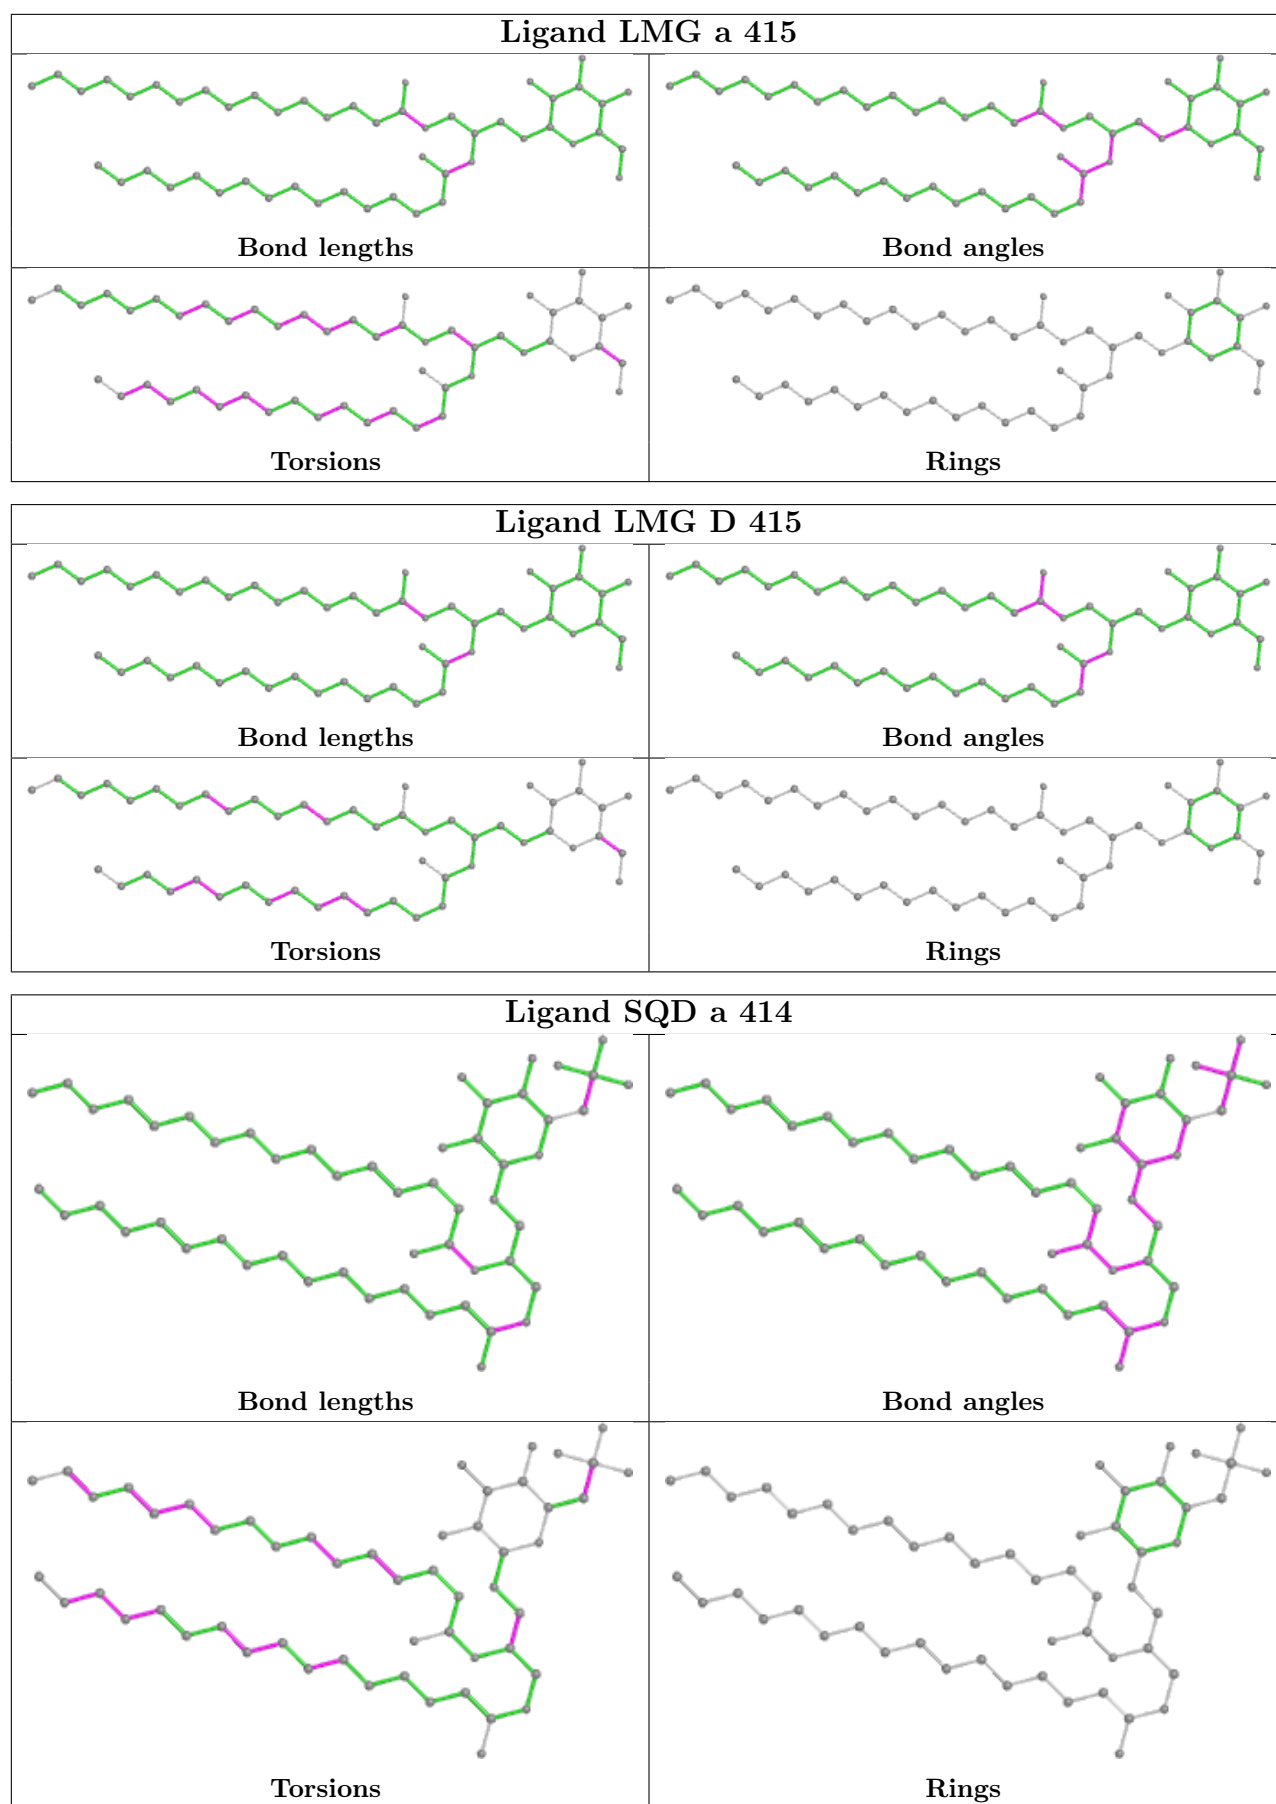 Ligand LMG a 415
Bond lengths
Bond angles
Torsions
Rings
Ligand LMG D 415
Bond lengths
Bond angles
Torsions
Rings
Ligand SQD a 414
Bond lengths
Bond angles
Torsions
Rings